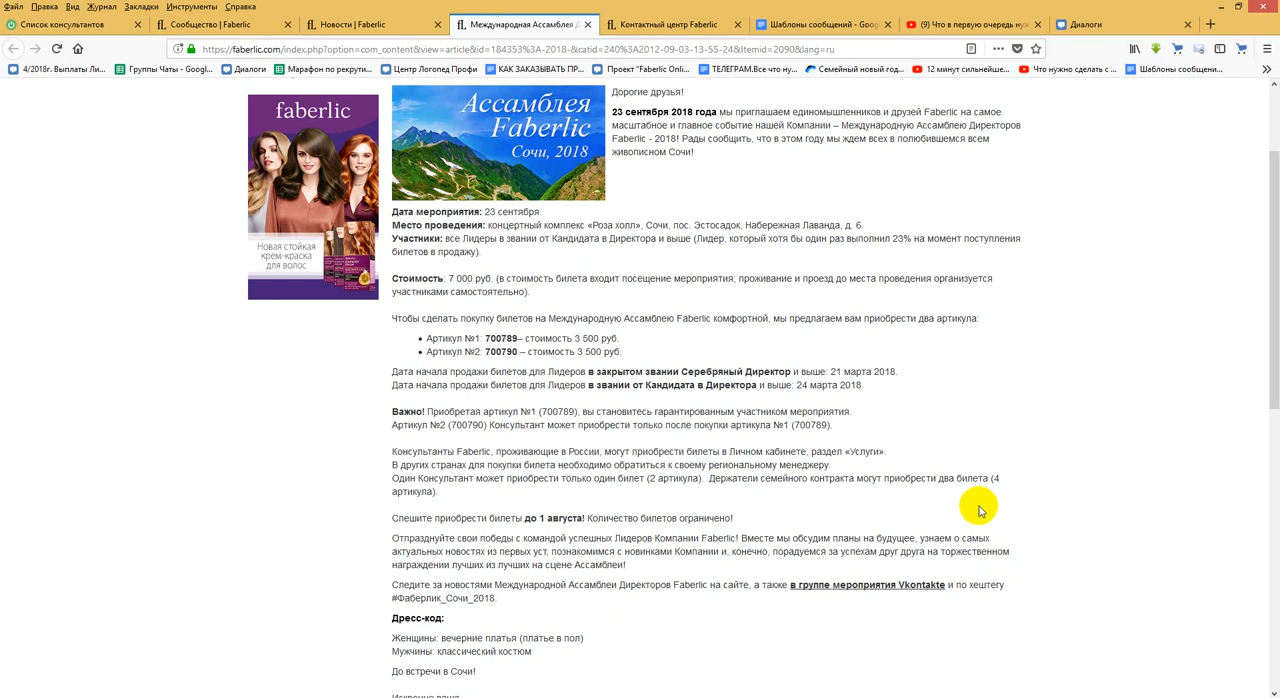 Файл Правка Вид Журнал Закладки Инструменты Справка
Список консультантов
Сообщество | Faberlic
Новости | Faberlic
Международная Ассамблея Д
Контактный центр Faberlic
Шаблоны сообщений - Goog
(9) Что в первую очередь нуж
Диалоги
https://faberlic.com/index.php?option=com_content&view=article&id=184353%3A-2018-&catid=240%3A2012-09-03-13-55-24&Itemid=2090&lang=ru
4/2018г. Выплаты Ли...
Группы Чаты - Googl...
Диалоги
Марафон по рекрути...
Центр Логопед Профи
КАК ЗАКАЗЫВАТЬ ПР...
Проект "Faberlic Onli...
ТЕЛЕГРАМ.Все что ну...
Семейный новый год...
12 минут сильнейше...
Что нужно сделать с ...
Шаблоны сообщени...
faberlic
Новая стойкая
крем-краска
для волос
Ассамблея
Faberlic
Сочи, 2018
Дорогие друзья!
23 сентября 2018 года мы приглашаем единомышленников и друзей Faberlic на самое
масштабное и главное событие нашей Компании – Международную Ассамблею Директоров
Faberlic - 2018! Рады сообщить, что в этом году мы ждем всех в полюбившемся всем
живописном Сочи!
Дата мероприятия: 23 сентября.
Место проведения: концертный комплекс «Роза холл», Сочи, пос. Эстосадок, Набережная Лаванда, д. 6.
Участники: все Лидеры в звании от Кандидата в Директора и выше (Лидер, который хотя бы один раз выполнил 23% на момент поступления
билетов в продажу).
Стоимость: 7 000 руб. (в стоимость билета входит посещение мероприятия; проживание и проезд до места проведения организуется
участниками самостоятельно).
Чтобы сделать покупку билетов на Международную Ассамблею Faberlic комфортной, мы предлагаем вам приобрести два артикула:
• Артикул №1: 700789– стоимость 3 500 руб.
• Артикул №2: 700790 – стоимость 3 500 руб.
Дата начала продажи билетов для Лидеров в закрытом звании Серебряный Директор и выше: 21 марта 2018.
Дата начала продажи билетов для Лидеров в звании от Кандидата в Директора и выше: 24 марта 2018.
Важно! Приобретая артикул №1 (700789), вы становитесь гарантированным участником мероприятия.
Артикул №2 (700790) Консультант может приобрести только после покупки артикула №1 (700789).
Консультанты Faberlic, проживающие в России, могут приобрести билеты в Личном кабинете, раздел «Услуги».
В других странах для покупки билета необходимо обратиться к своему региональному менеджеру.
Один Консультант может приобрести только один билет (2 артикула). Держатели семейного контракта могут приобрести два билета (4
артикула).
Спешите приобрести билеты до 1 августа! Количество билетов ограничено!
Отпразднуйте свои победы с командой успешных Лидеров Компании Faberlic! Вместе мы обсудим планы на будущее, узнаем о самых
актуальных новостях из первых уст, познакомимся с новинками Компании и, конечно, порадуемся за успехам друг друга на торжественном
награждении лучших из лучших на сцене Ассамблеи!
Следите за новостями Международной Ассамблеи Директоров Faberlic на сайте, а также в группе мероприятия Vkontakte и по хештегу
#Фаберлик_Сочи_2018.
Дресс-код:
Женщины: вечерние платья (платье в пол)
Мужчины: классический костюм
До встречи в Сочи!
Искренне ваша